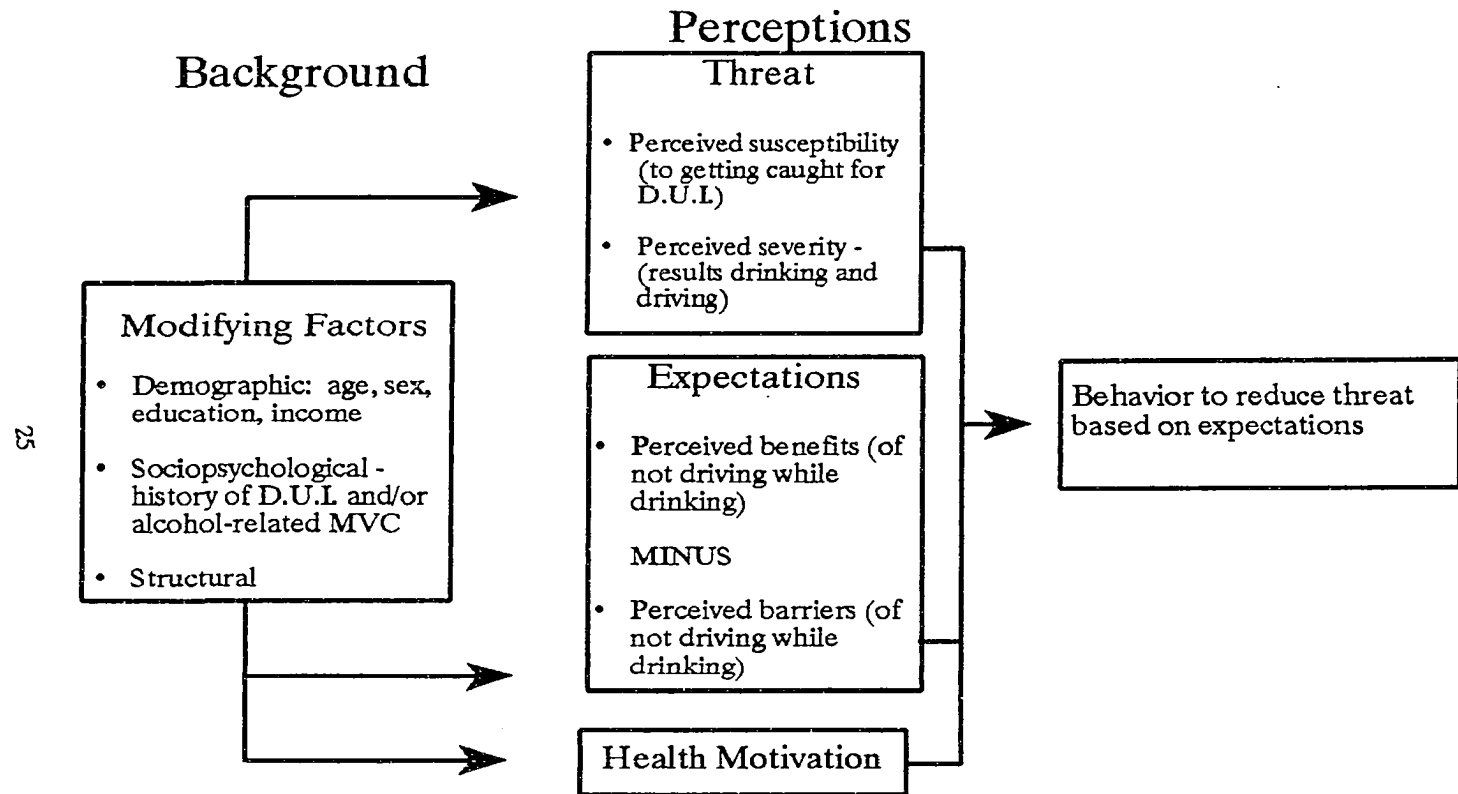 Background
Modifying Factors
• Demographic: age, sex,
education, income
• Sociopsychological -
history of D.U.I. and/or
alcohol-related MVC
• Structural
Perceptions
Threat
• Perceived susceptibility
(to getting caught for
D.U.I.)
• Perceived severity -
(results drinking and
driving)
Expectations
• Perceived benefits (of
not driving while
drinking)
MINUS
• Perceived barriers (of
not driving while
drinking)
Health Motivation
Behavior to reduce threat
based on expectations
25